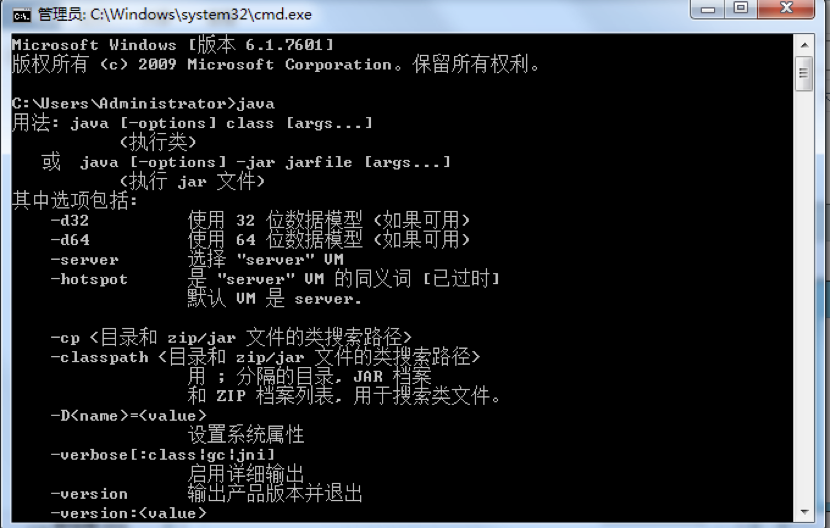 管理员: C:\Windows\system32\cmd.exe
Microsoft Windows [版本 6.1.7601]
版权所有 (c) 2009 Microsoft Corporation。保留所有权利。
C:\Users\Administrator>java
用法: java [-options] class [args...]
(执行类)
或 java [-options] -jar jarfile [args...]
(执行 jar 文件)
其中选项包括:
-d32 使用 32 位数据模型 (如果可用)
-d64 使用 64 位数据模型 (如果可用)
-server 选择 "server" VM
-hotspot 是 "server" VM 的同义词 [已过时]
默认 VM 是 server.
-cp <目录和 zip/jar 文件的类搜索路径>
-classpath <目录和 zip/jar 文件的类搜索路径>
用 ; 分隔的目录, JAR 档案
和 ZIP 档案列表, 用于搜索类文件。
-D<name>=<value>
设置系统属性
-verbose[:class|gc|jni]
启用详细输出
-version 输出产品版本并退出
-version:<value>